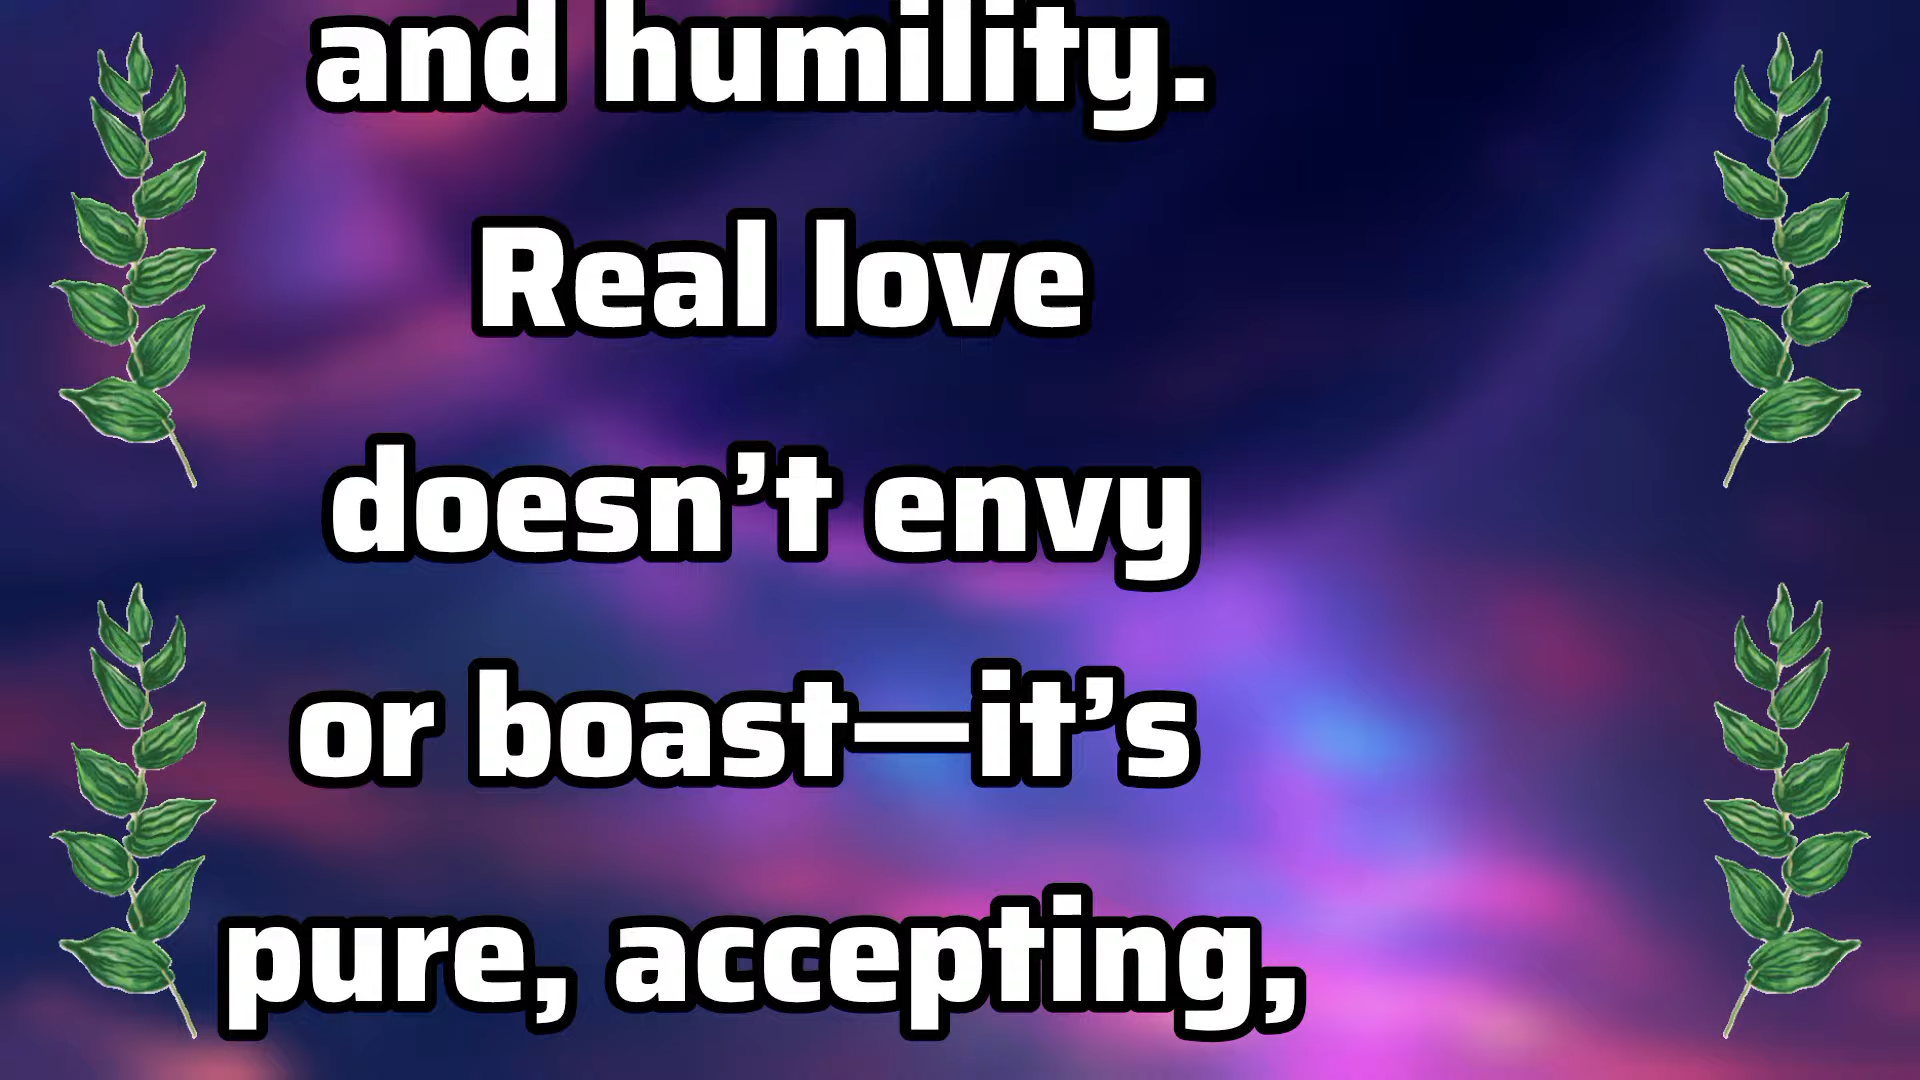 and humility.
Real love
doesn’t envy
or boast—it’s
pure, accepting,